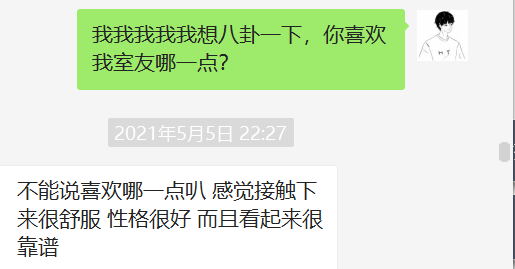 我我我我我想八卦一下，你喜欢
我室友哪一点？
2021年5月5日 22:27
不能说喜欢哪一点叭 感觉接触下
来很舒服 性格很好 而且看起来很
靠谱